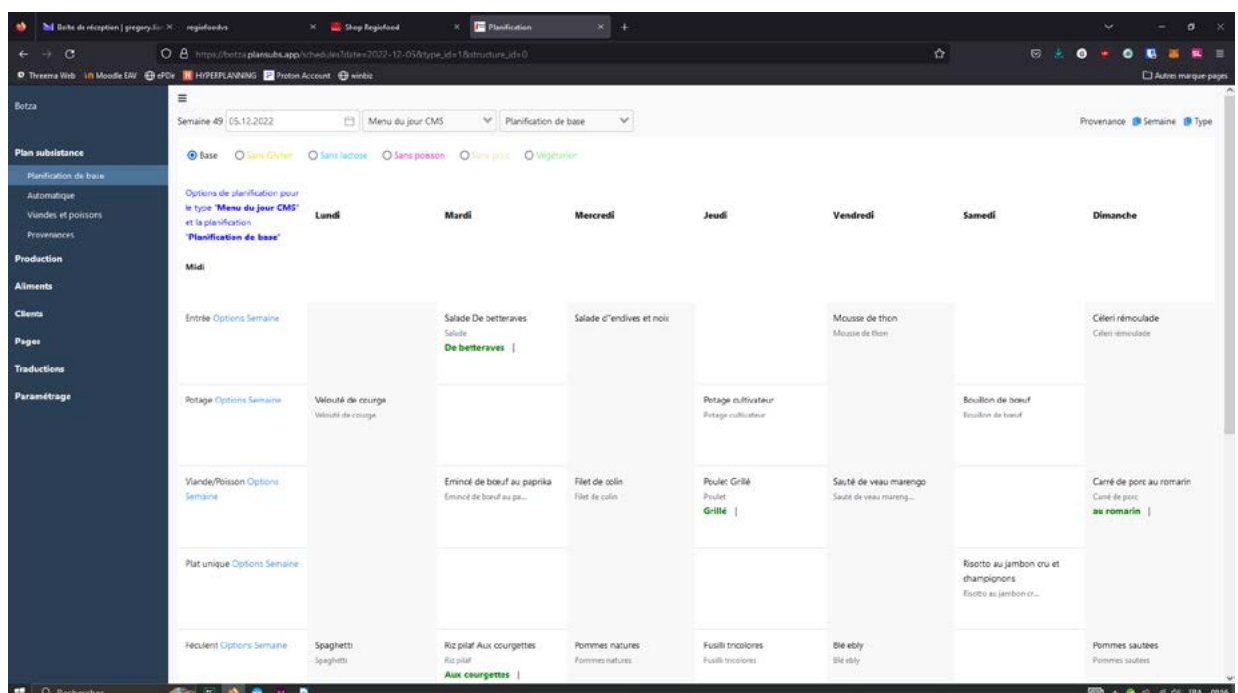 Boîte de réception | gregory.
regiefoodvs
Shop Regiofood
Planification
https://botza.plansubs.app/schedules?date=2022-12-05&type_id=1&structure_id=0
Threema Web
Moodle EAV
ePDV
HYPERPLANNING
Proton Account
winbiz
Autres marque-pages
Botza
Semaine 49 05.12.2022 Menu du jour CMS Planification de base Provenance Semaine Type
Plan subsistance
Planification de base
Automatique
Viandes et poissons
Provenances
Production
Aliments
Clients
Pages
Traductions
Paramétrage
Base Sans Gluten Sans lactose Sans poisson Sans porc Végétarien
Options de planification pour
le type "Menu du jour CMS"
et la planification
"Planification de base"
Lundi Mardi Mercredi Jeudi Vendredi Samedi Dimanche
Midi
Entrée Options Semaine Salade De betteraves Salade d''endives et noix Mousse de thon Céleri rémoulade
Salade Mousse de thon Céleri rémoulade
De betteraves |
Potage Options Semaine Velouté de courge Potage cultivateur Bouillon de bœuf
Velouté de courge Potage cultivateur Bouillon de bœuf
Viande/Poisson Options Emincé de bœuf au paprika Filet de colin Poulet Grillé Sauté de veau marengo Carré de porc au romarin
Semaine Emincé de bœuf au pa... Filet de colin Poulet Sauté de veau mareng... Carré de porc
Grillé | au romarin |
Plat unique Options Semaine Risotto au jambon cru et
champignons
Risotto au jambon cr...
Féculent Options Semaine Spaghetti Riz pilaf Aux courgettes Pommes natures Fusilli tricolores Blé ebly Pommes sautées
Spaghetti Riz pilaf Pommes natures Fusilli tricolores Blé ebly Pommes sautées
Aux courgettes |
Rechercher
FRA 09:56